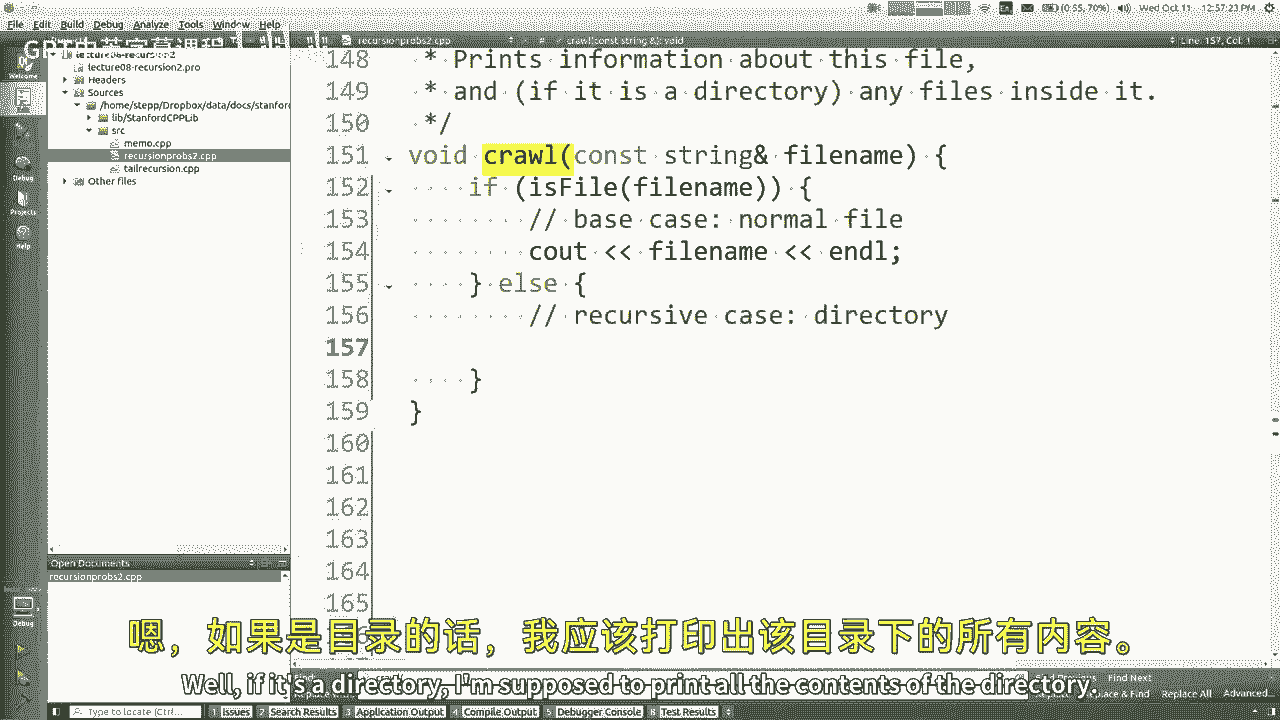 File Edit Build Debug Analyze Tools Window Help
(0:55, 70%) Wed Oct 11, 12:57:23 PM
GPT中英字幕课程
recursionprobs2.cpp
crawl(const string &): void
Line: 157, Col: 1
Welcome
Debug
Projects
Help
lecture08-recursion2.pro
Headers
Sources
/home/stepp/Dropbox/data/docs/stanford
lib/StanfordCPPLib
src
memo.cpp
recursionprobs2.cpp
tailrecursion.cpp
Other files
148 * Prints information about this file,
149 * and (if it is a directory) any files inside it.
150 */
151 void crawl(const string& filename) {
152 if (isFile(filename)) {
153 // base case: normal file
154 cout << filename << endl;
155 } else {
156 // recursive case: directory
157
158 }
159 }
160
161
162
163
164
165
Open Documents
recursionprobs2.cpp
Debug
嗯，如果是目录的话，我应该打印出该目录下的所有内容。
Well, if it's a directory, I'm supposed to print all the contents of the directory.
Find Next
Replace & Find Replace All Advanced...
Type to locate (Ctrl... 1 Issues 2 Search Results 3 Application Output 4 Compile Output 5 Debugger Console 8 Test Results